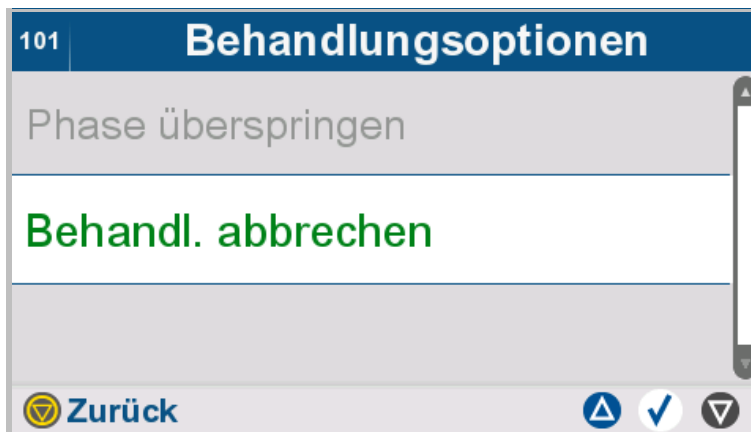 101
Behandlungsoptionen
Phase überspringen
Behandl. abbrechen
Zurück